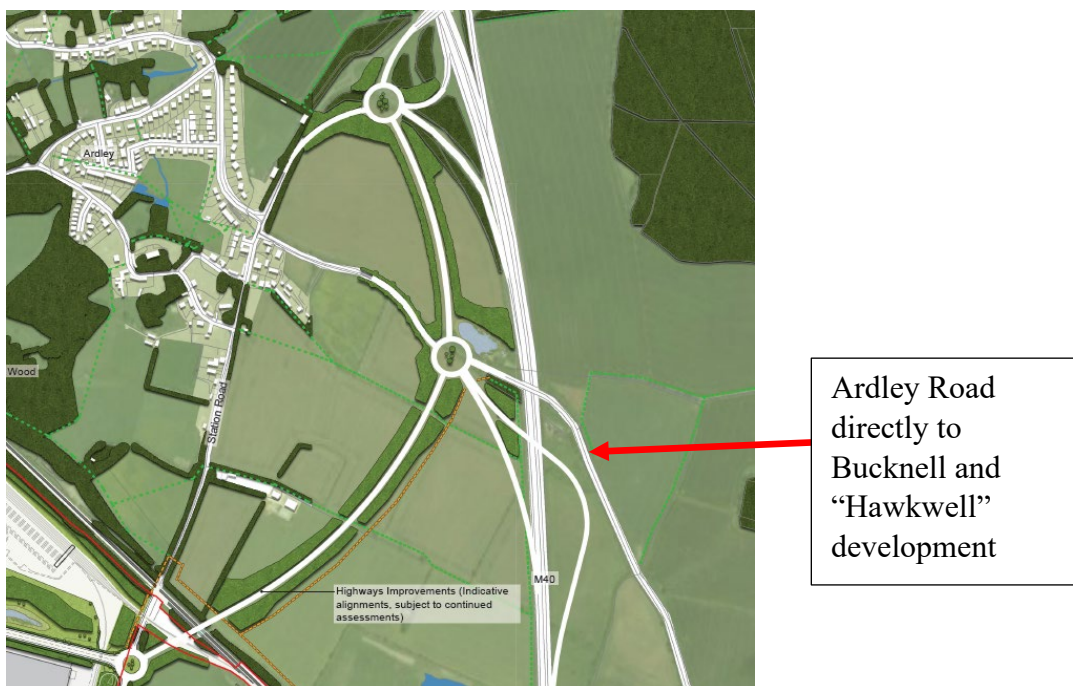 Ardley
Wood
Station Road
M40
Highways Improvements (Indicative
alignments, subject to continued
assessments)
Ardley Road
directly to
Bucknell and
“Hawkwell”
development